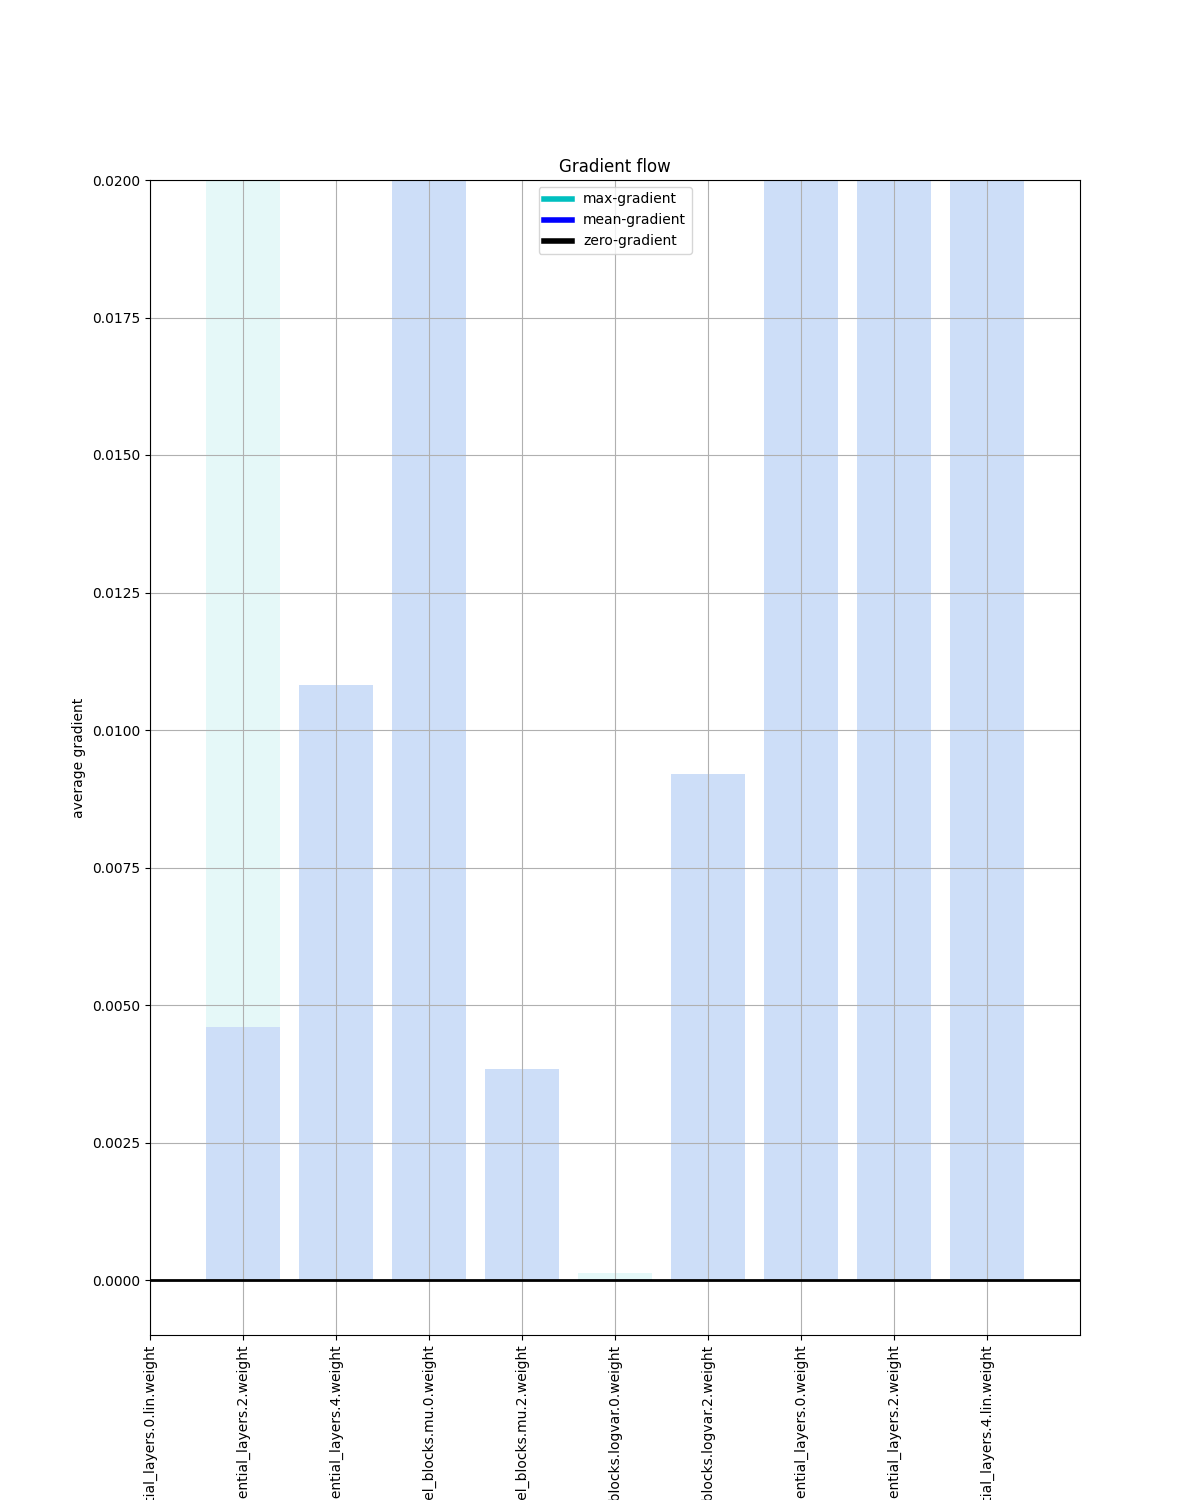 Gradient flow
max-gradient
mean-gradient
zero-gradient
0.0200
0.0175
0.0150
0.0125
0.0100
0.0075
0.0050
0.0025
0.0000
average gradient
tial_layers.0.lin.weight
ential_layers.2.weight
ential_layers.4.weight
el_blocks.mu.0.weight
el_blocks.mu.2.weight
blocks.logvar.0.weight
blocks.logvar.2.weight
ential_layers.0.weight
ential_layers.2.weight
tial_layers.4.lin.weight